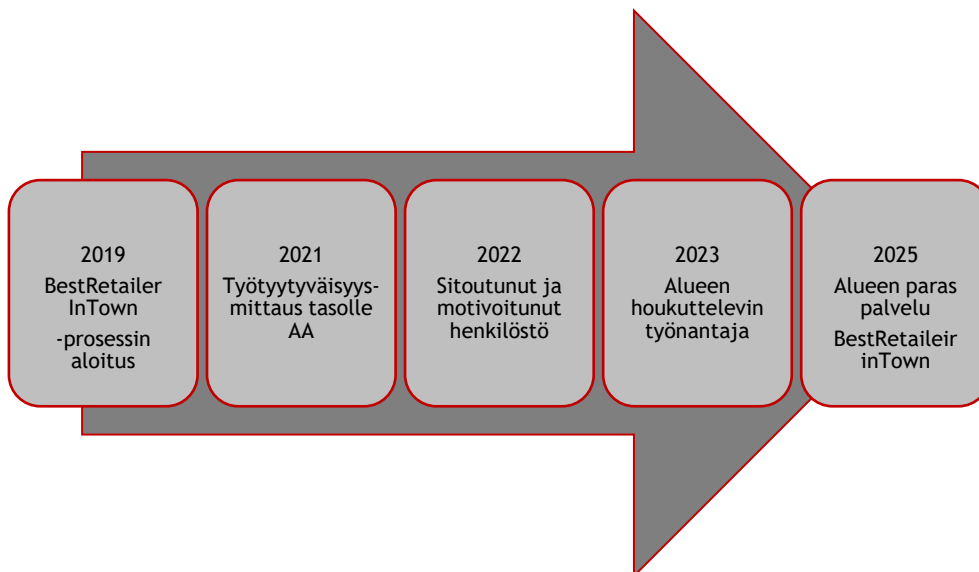 2019
BestRetailer
InTown
-prosessin
aloitus
2021
Työtyytyväisyys-
mittaus tasolle
AA
2022
Sitoutunut ja
motivoitunut
henkilöstö
2023
Alueen
houkuttelevin
työnantaja
2025
Alueen paras
palvelu
BestRetaileir
inTown